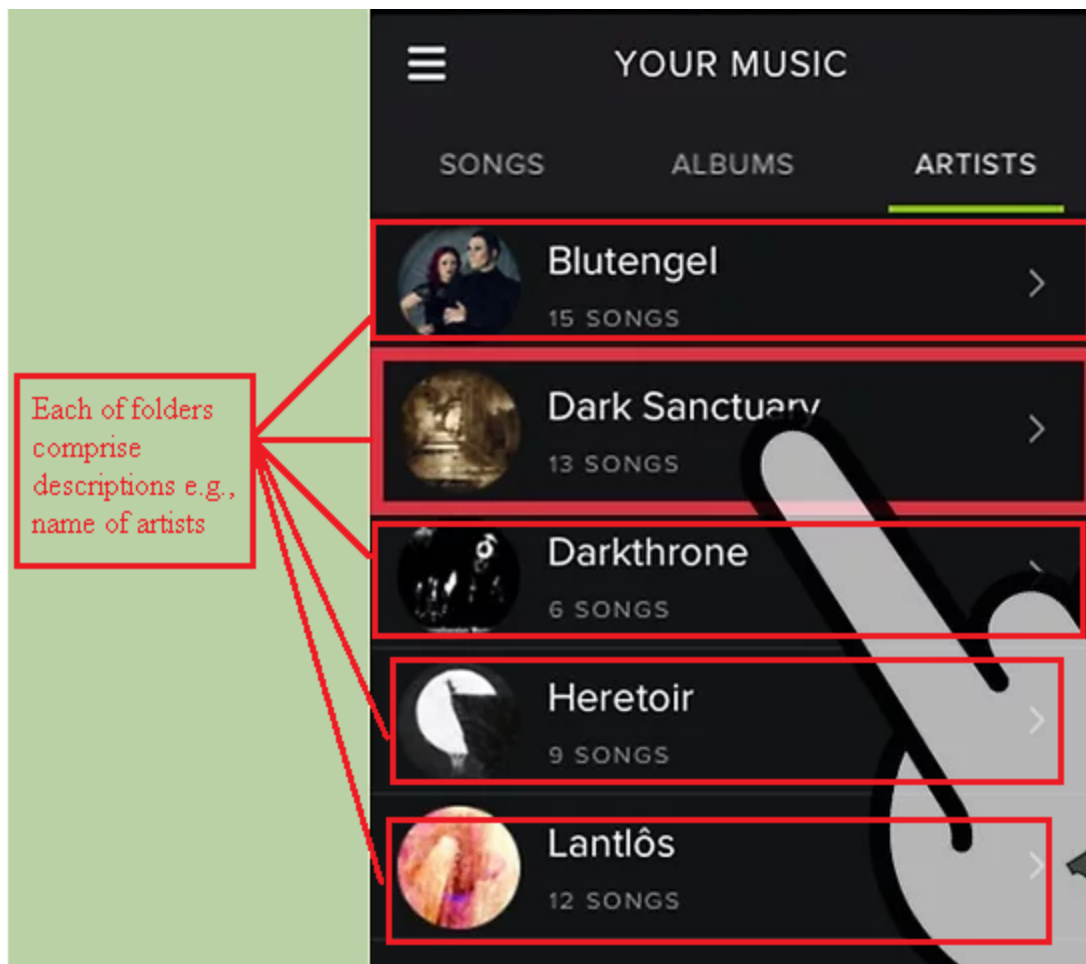 YOUR MUSIC
SONGS ALBUMS ARTISTS
Blutengel
15 SONGS
Dark Sanctuary
13 SONGS
Darkthrone
6 SONGS
Heretoir
9 SONGS
Lantlôs
12 SONGS
Each of folders
comprise
descriptions e.g.,
name of artists